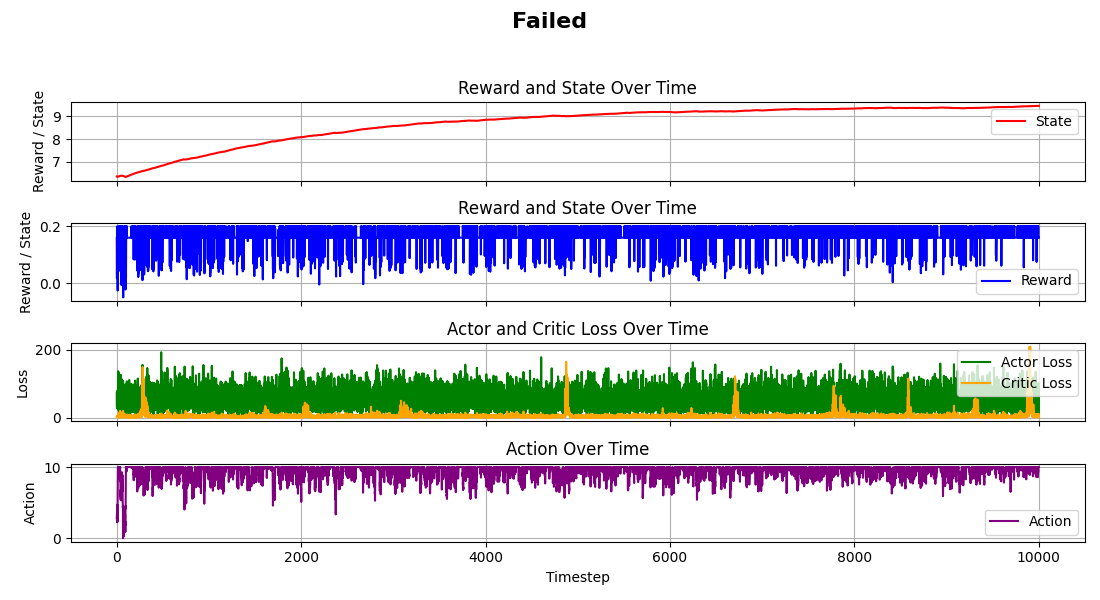 Failed
Reward and State Over Time
Reward / State
9
8
7
State
Reward and State Over Time
Reward / State
0.2
0.0
Reward
Actor and Critic Loss Over Time
Loss
200
0
Actor Loss
Critic Loss
Action Over Time
Action
10
0
Action
0 2000 4000 6000 8000 10000
Timestep